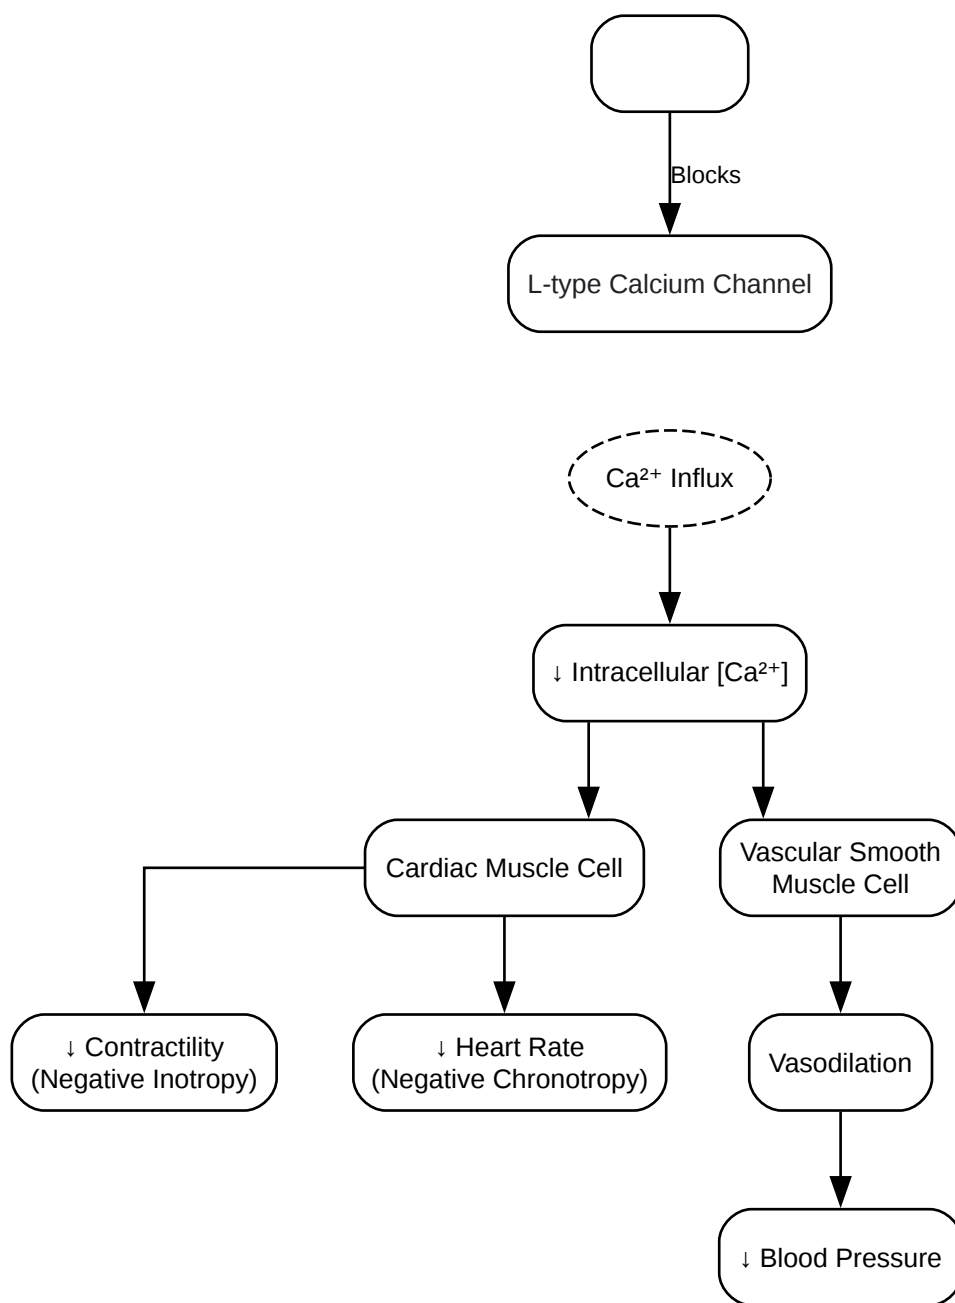 Blocks
L-type Calcium Channel
Ca²⁺ Influx
↓ Intracellular [Ca²⁺]
Cardiac Muscle Cell
Vascular Smooth
Muscle Cell
↓ Contractility
(Negative Inotropy)
↓ Heart Rate
(Negative Chronotropy)
Vasodilation
↓ Blood Pressure